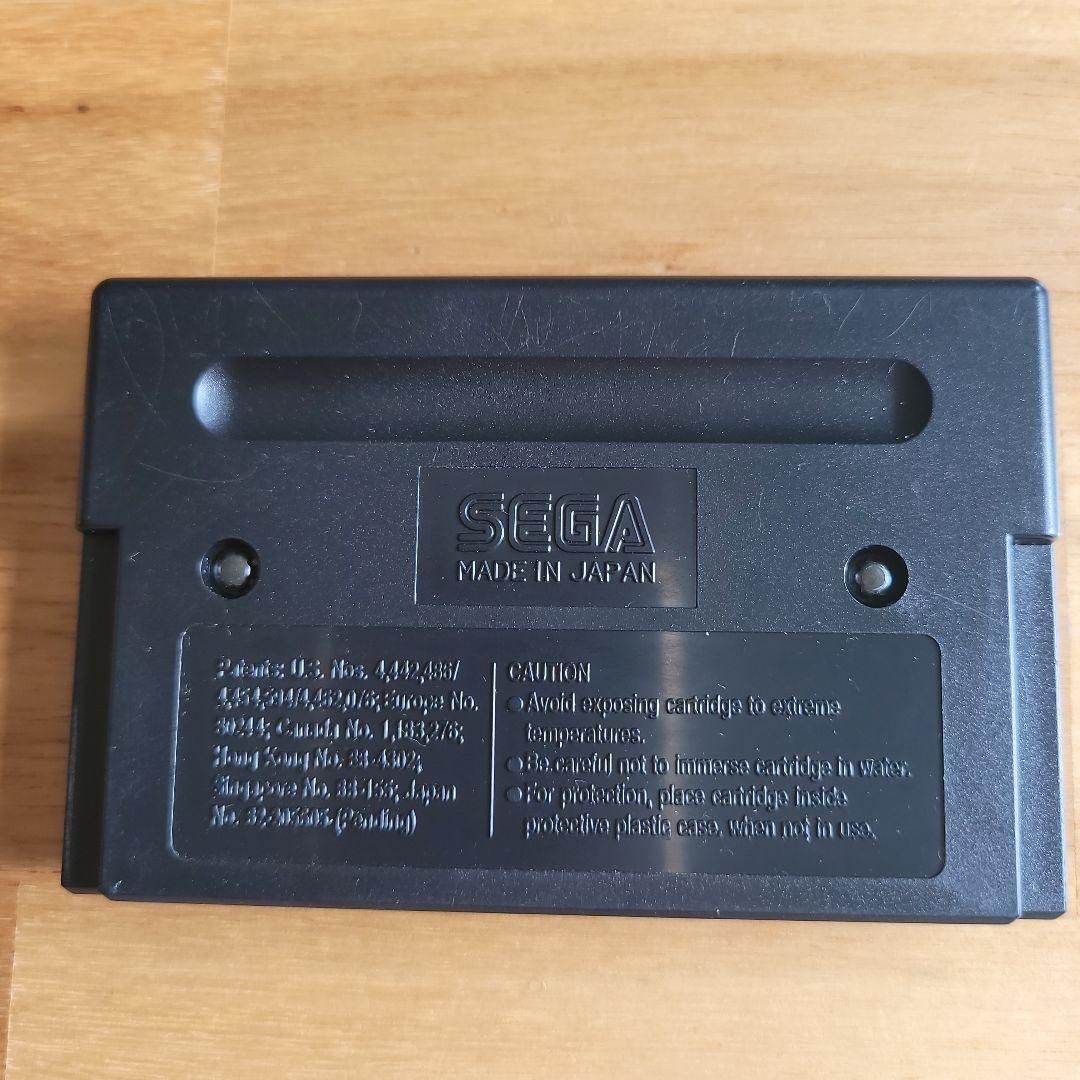 SEGA
MADE IN JAPAN
Patents: U.S. Nos. 4,442,486/
4,454,594/4,462,076; Europe No.
80244; Canada No. 1,183,276;
Hong Kong No. 88-4302;
Singapore No. 88-155; Japan
No. (Pending)
CAUTION
● Avoid exposing cartridge to extreme
temperatures.
● Be careful not to immerse cartridge in water.
● For protection, place cartridge inside
protective plastic case, when not in use.